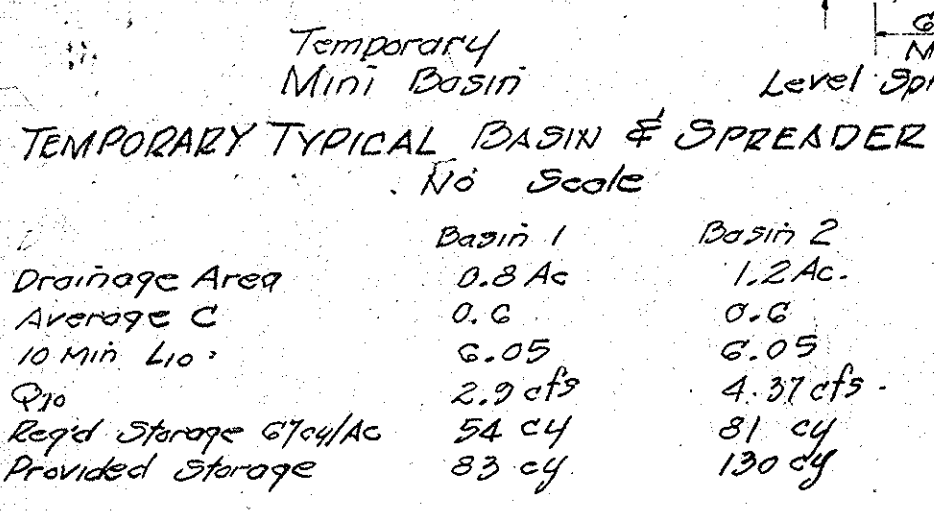 Temporary
Mini Basin
Level Spr
TEMPORARY TYPICAL BASIN & SPREADER
No Scale
Basin 1 Basin 2
Drainage Area 0.8 Ac 1.2 Ac.
Average C 0.6 0.6
10 Min 6.05 6.05
Q10 2.9 cfs 4.37 cfs.
Req'd Storage 67cy/Ac 54 cy 81 cy
Provided Storage 83 cy 130 cy